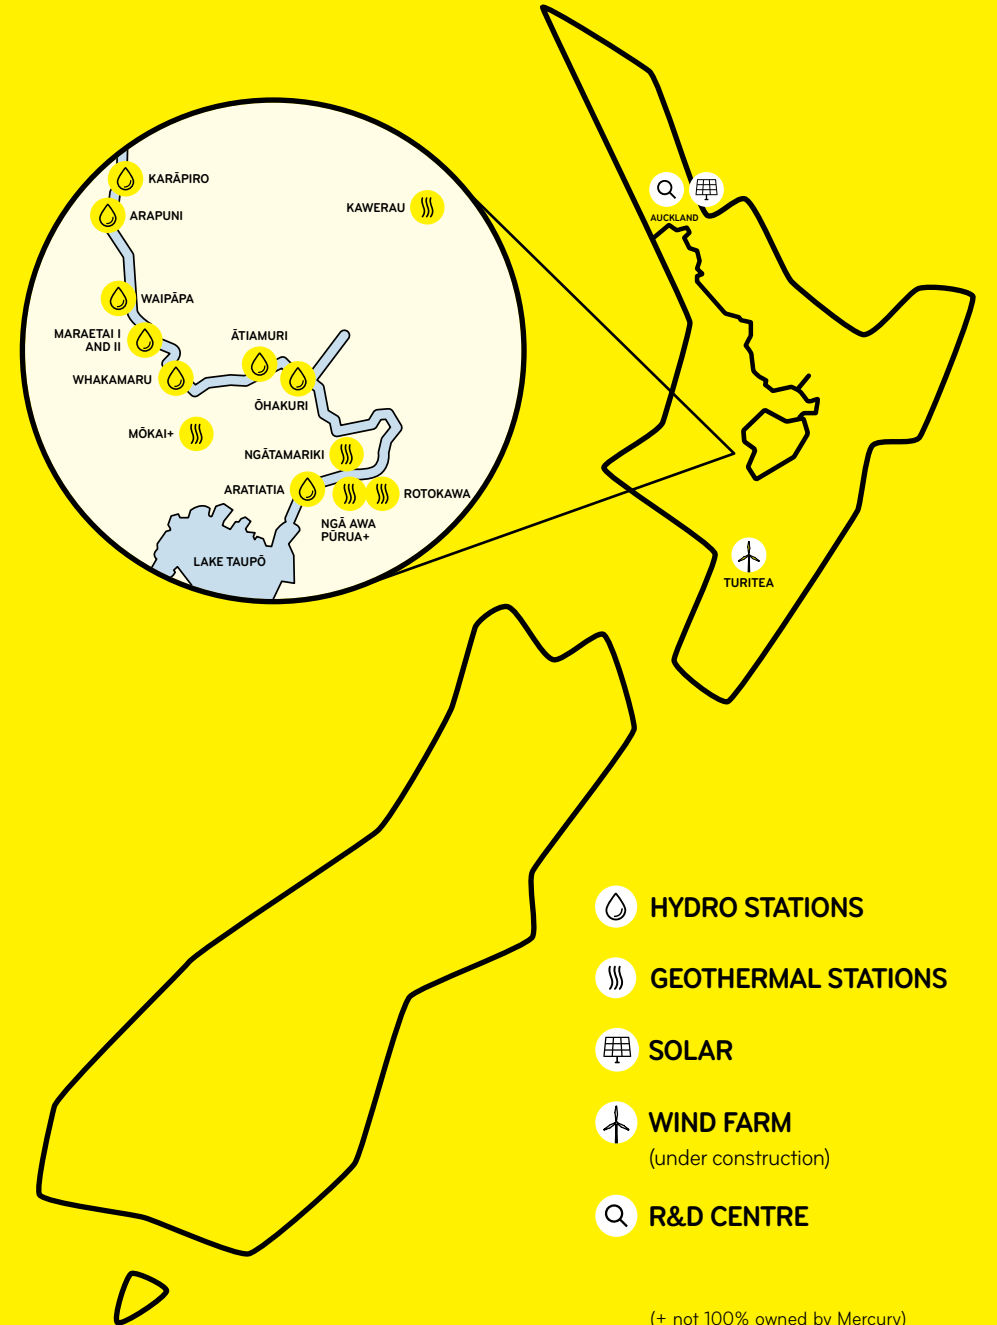 KARĀPIRO
ARAPUNI
KAWERAU
WAIPĀPA
MARAETAI I
AND II
WHAKAMARU
ĀTIAMURI
ŌHAKURI
MŌKAI+
NGĀTAMARIKI
ARATIATIA
ROTOKAWA
NGĀ AWA
PŪRUA+
LAKE TAUPŌ
AUCKLAND
TURITEA
HYDRO STATIONS
GEOTHERMAL STATIONS
SOLAR
WIND FARM
(under construction)
R&D CENTRE
(+ not 100% owned by Mercury)